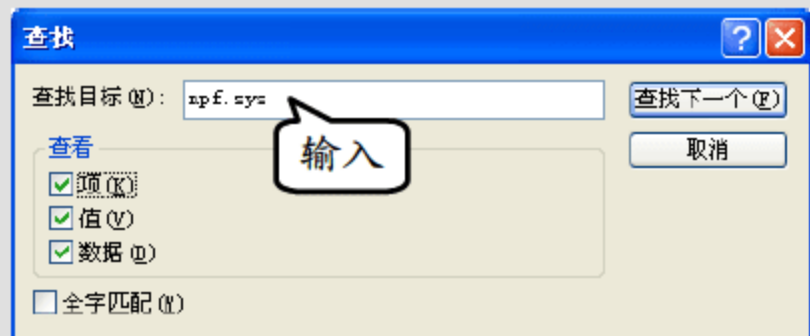 查找
查找目标(N): npf.sys
查找下一个(F)
输入
取消
查看
项(K)
值(V)
数据(D)
全字匹配(W)